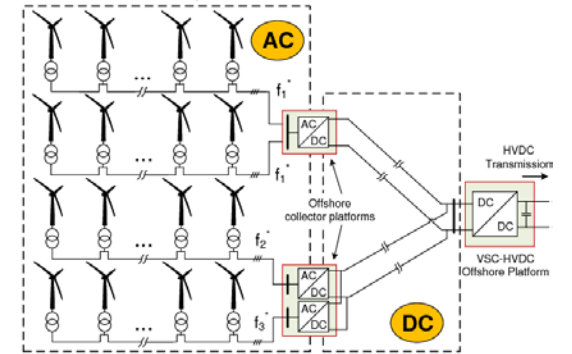 AC
...
f1*
AC
DC
...
f1*
HVDC
Transmission
Offshore
collector platforms
DC
DC
VSC-HVDC
Offshore Platform
...
f2*
AC
DC
...
f3*
AC
DC
DC